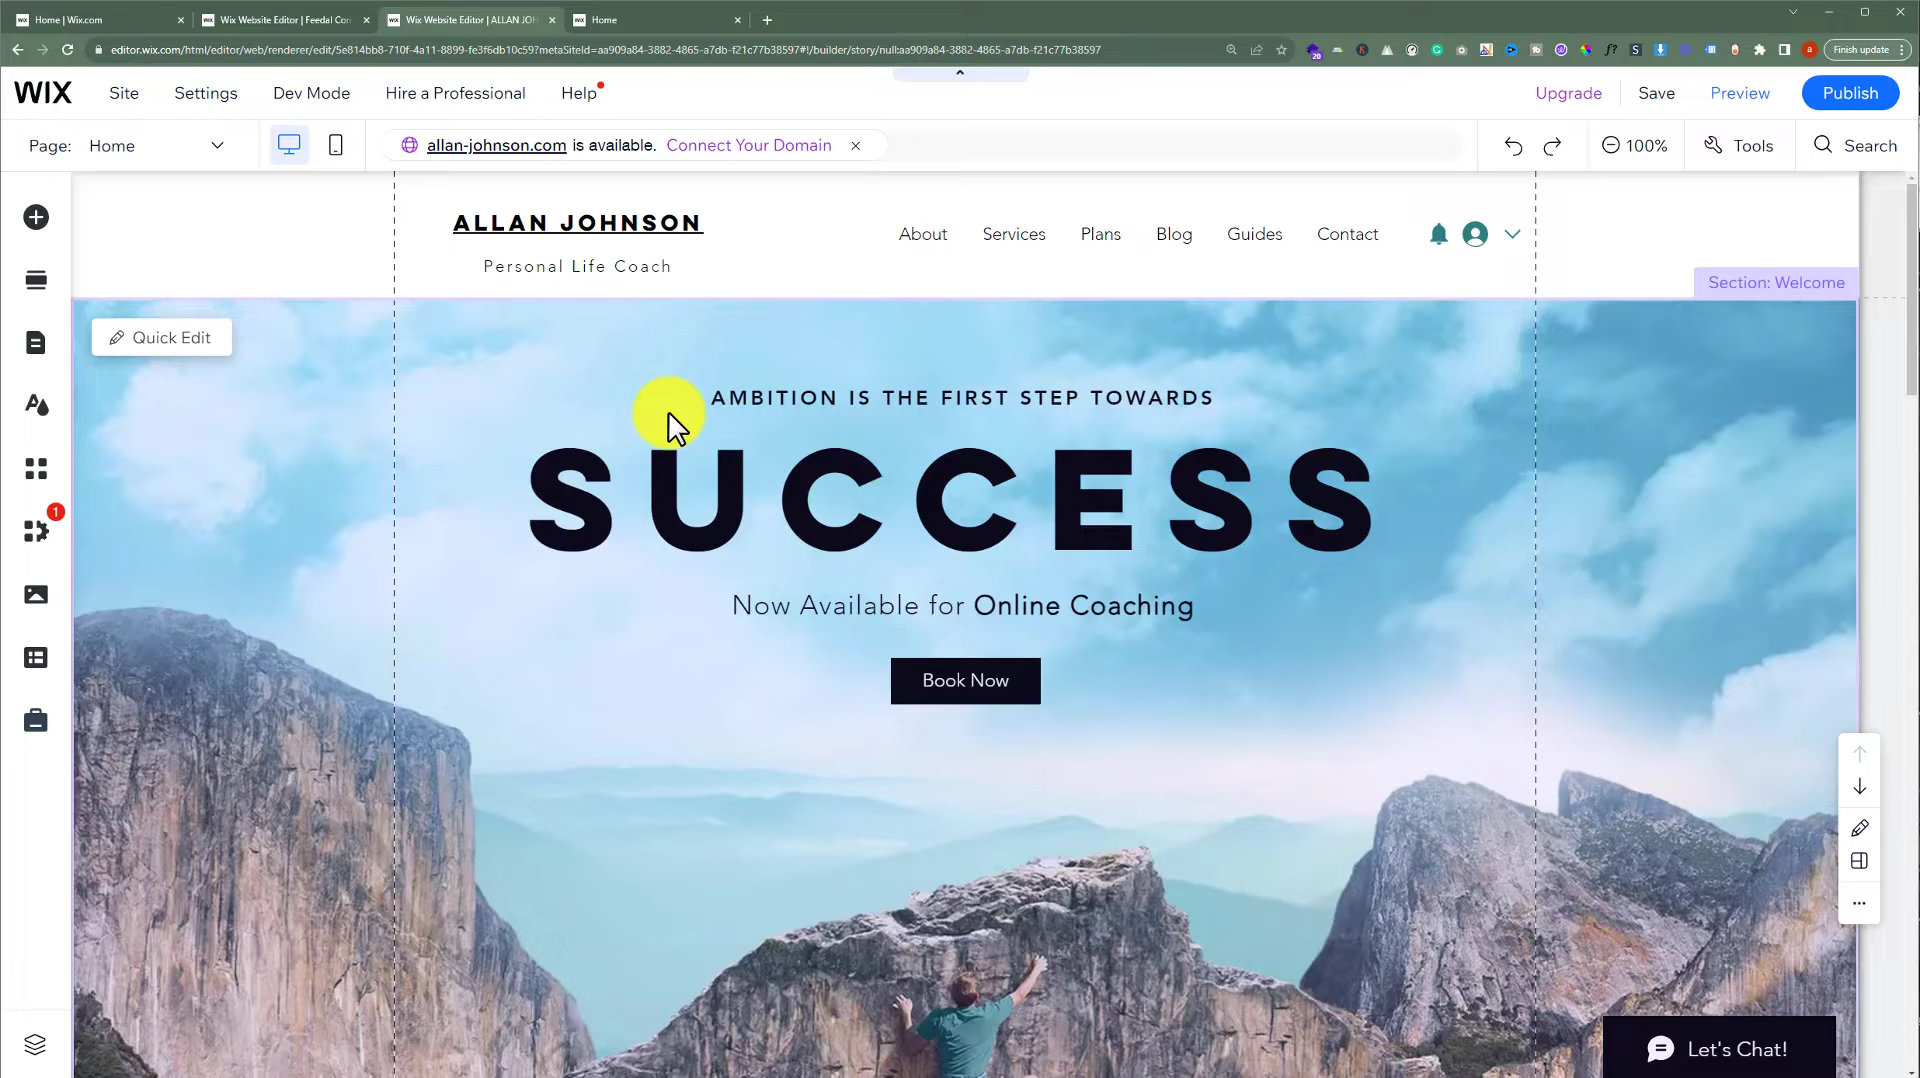 Home | Wix.com
Wix Website Editor | Feedal Con
Wix Website Editor | ALLAN JOH
Home
editor.wix.com/html/editor/web/renderer/edit/5e814bb8-710f-4a11-8899-fe3f6db10c59?metaSiteId=aa909a84-3882-4865-a7db-f21c77b38597#!/builder/story/null:aa909a84-3882-4865-a7db-f21c77b38597
20
Finish update
WIX
Site
Settings
Dev Mode
Hire a Professional
Help
Upgrade
Save
Preview
Publish
Page: Home
allan-johnson.com is available. Connect Your Domain
100%
Tools
Search
ALLAN JOHNSON
Personal Life Coach
About
Services
Plans
Blog
Guides
Contact
Section: Welcome
Quick Edit
AMBITION IS THE FIRST STEP TOWARDS
SUCCESS
Now Available for Online Coaching
Book Now
1
Let's Chat!